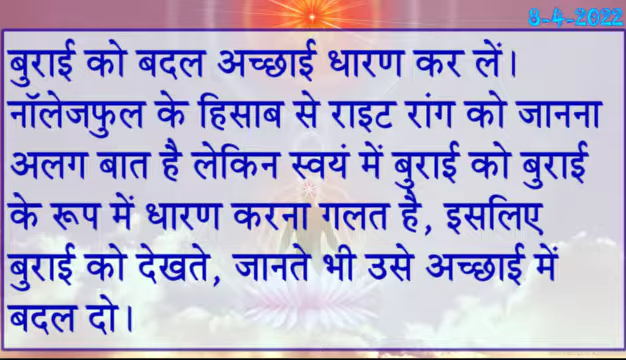 8-4-2022
बुराई को बदल अच्छाई धारण कर लें।
नॉलेजफुल के हिसाब से राइट रांग को जानना
अलग बात है लेकिन स्वयं में बुराई को बुराई
के रूप में धारण करना गलत है, इसलिए
बुराई को देखते, जानते भी उसे अच्छाई में
बदल दो।